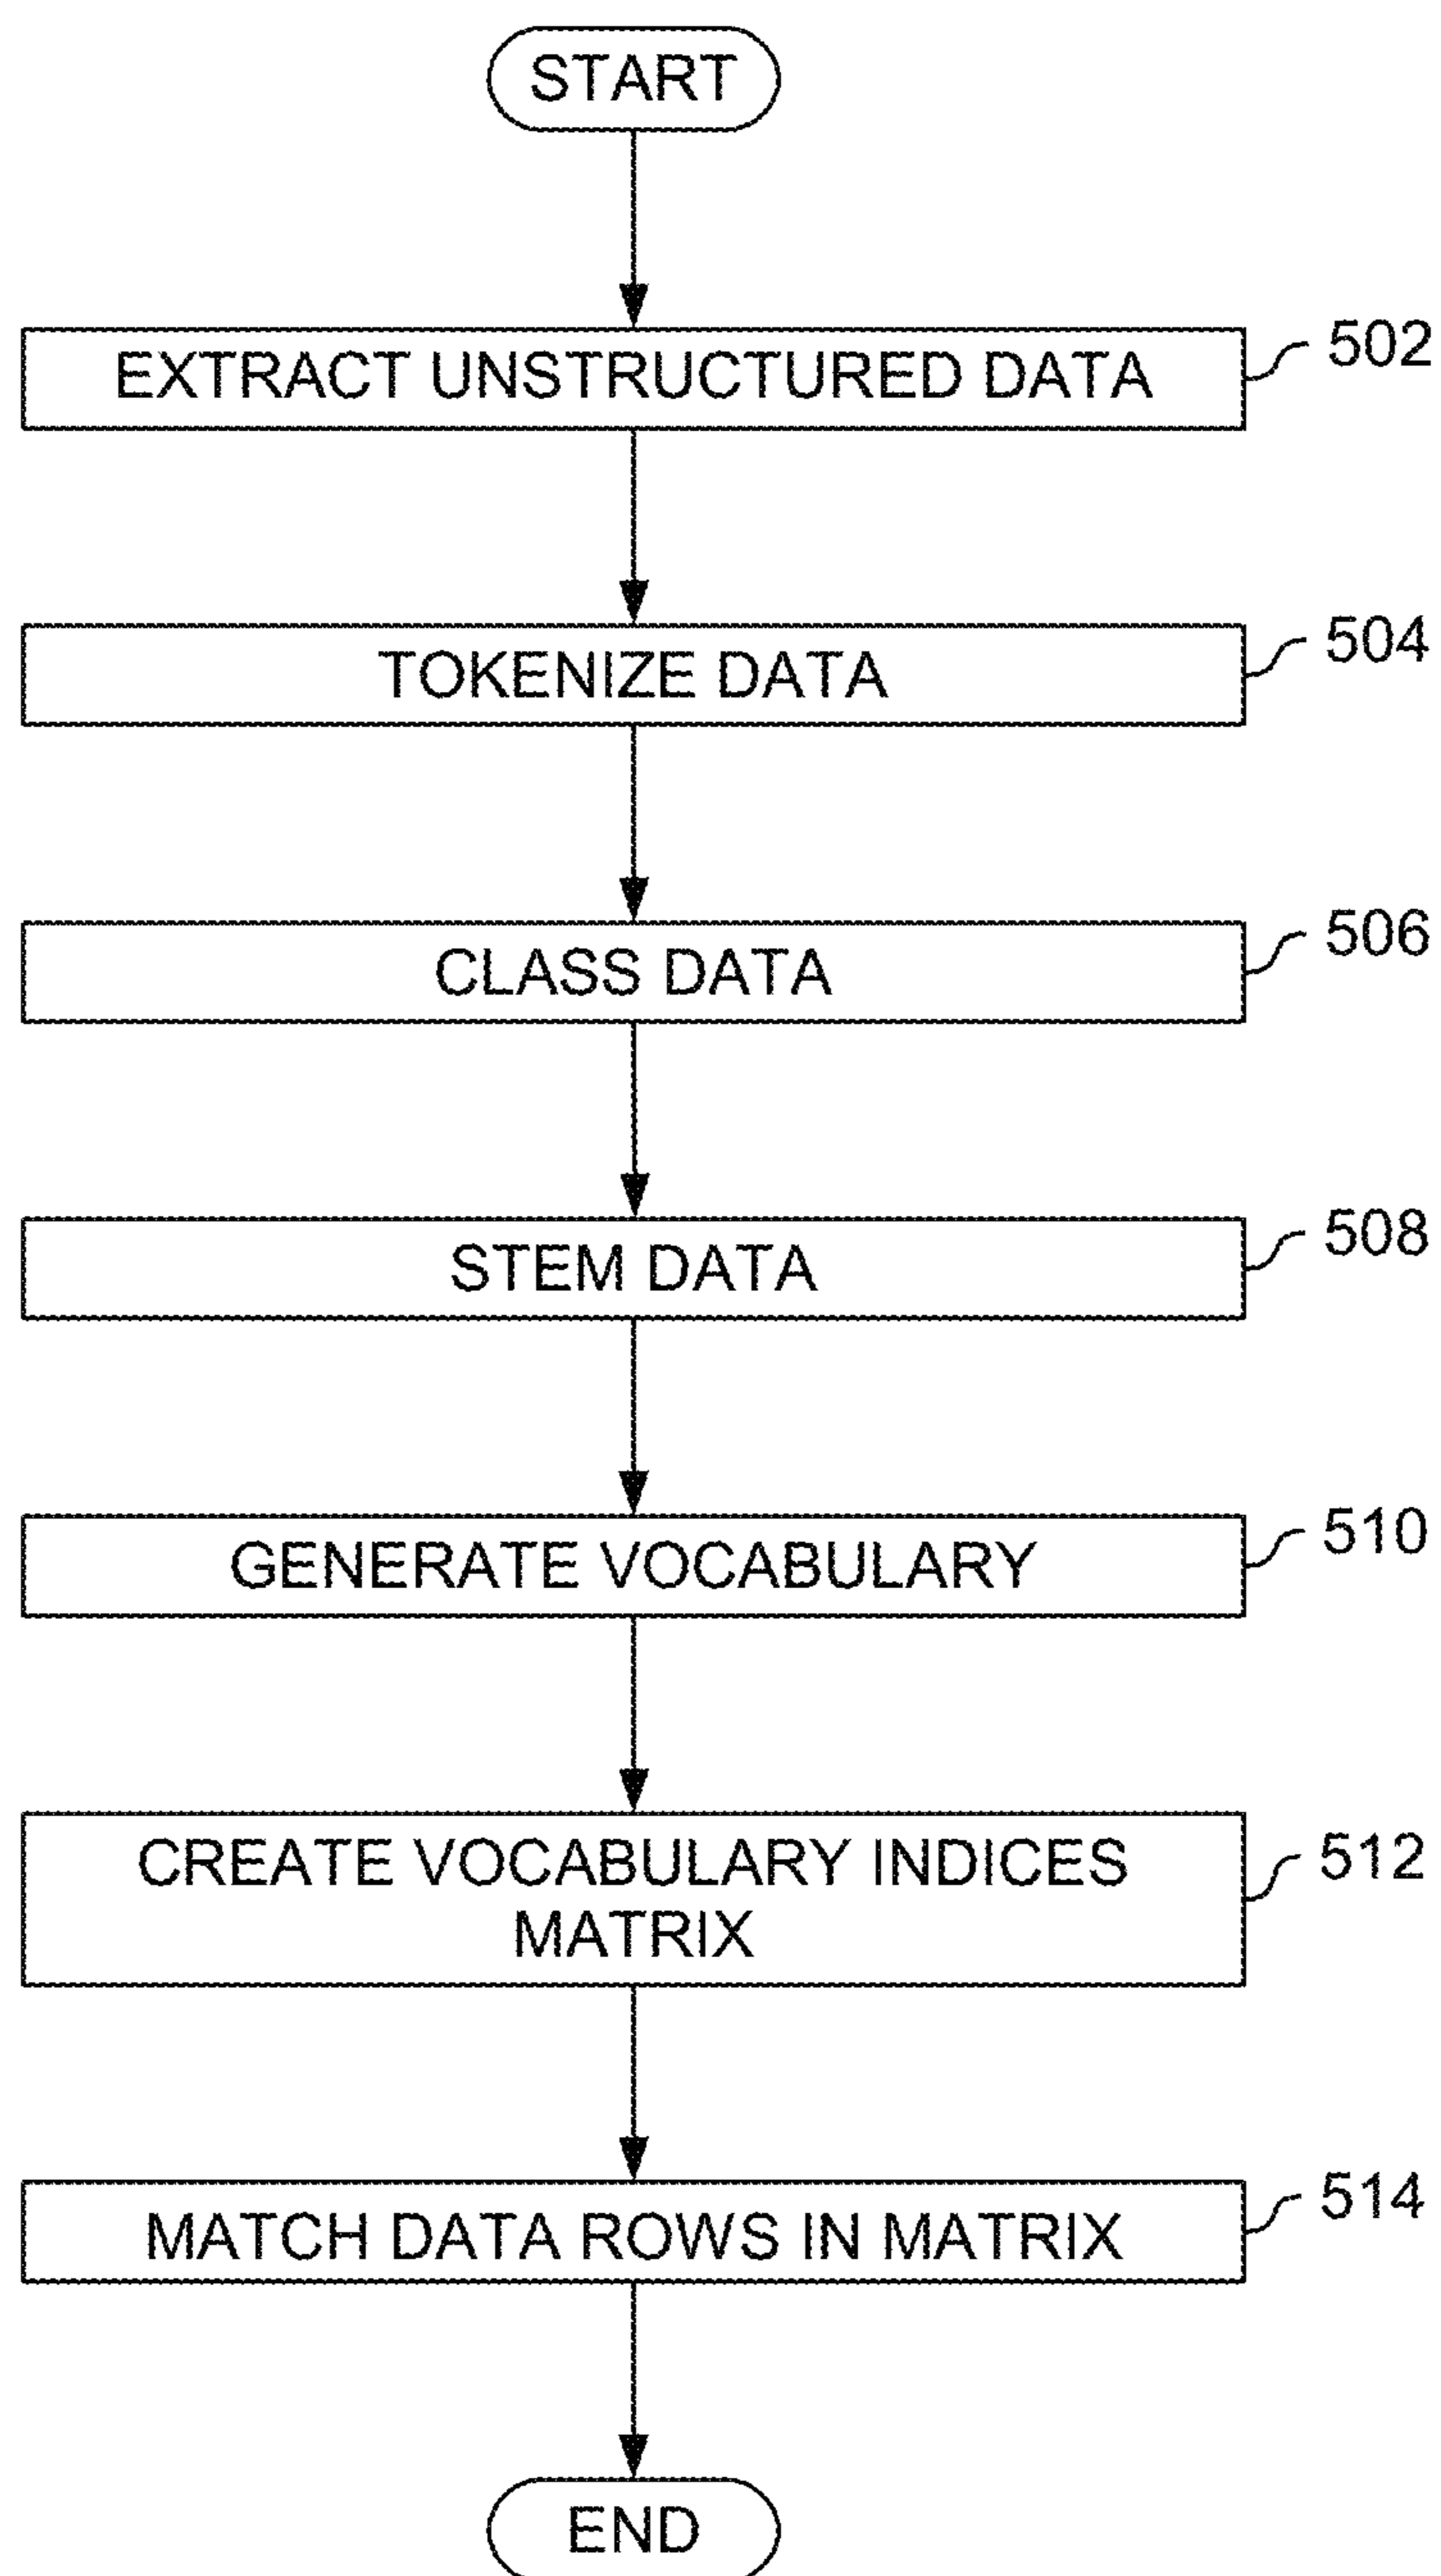 START
EXTRACT UNSTRUCTURED DATA
502
TOKENIZE DATA
504
CLASS DATA
506
STEM DATA
508
GENERATE VOCABULARY
510
CREATE VOCABULARY INDICES
MATRIX
512
MATCH DATA ROWS IN MATRIX
514
END